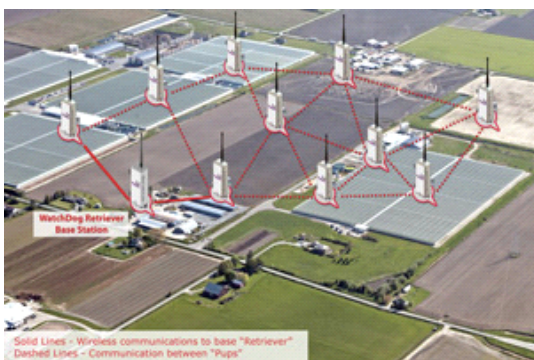 WatchDog Retriever
Base Station
Solid Lines - Wireless communications to base "Retriever"
Dashed Lines - Communication between "Pups"